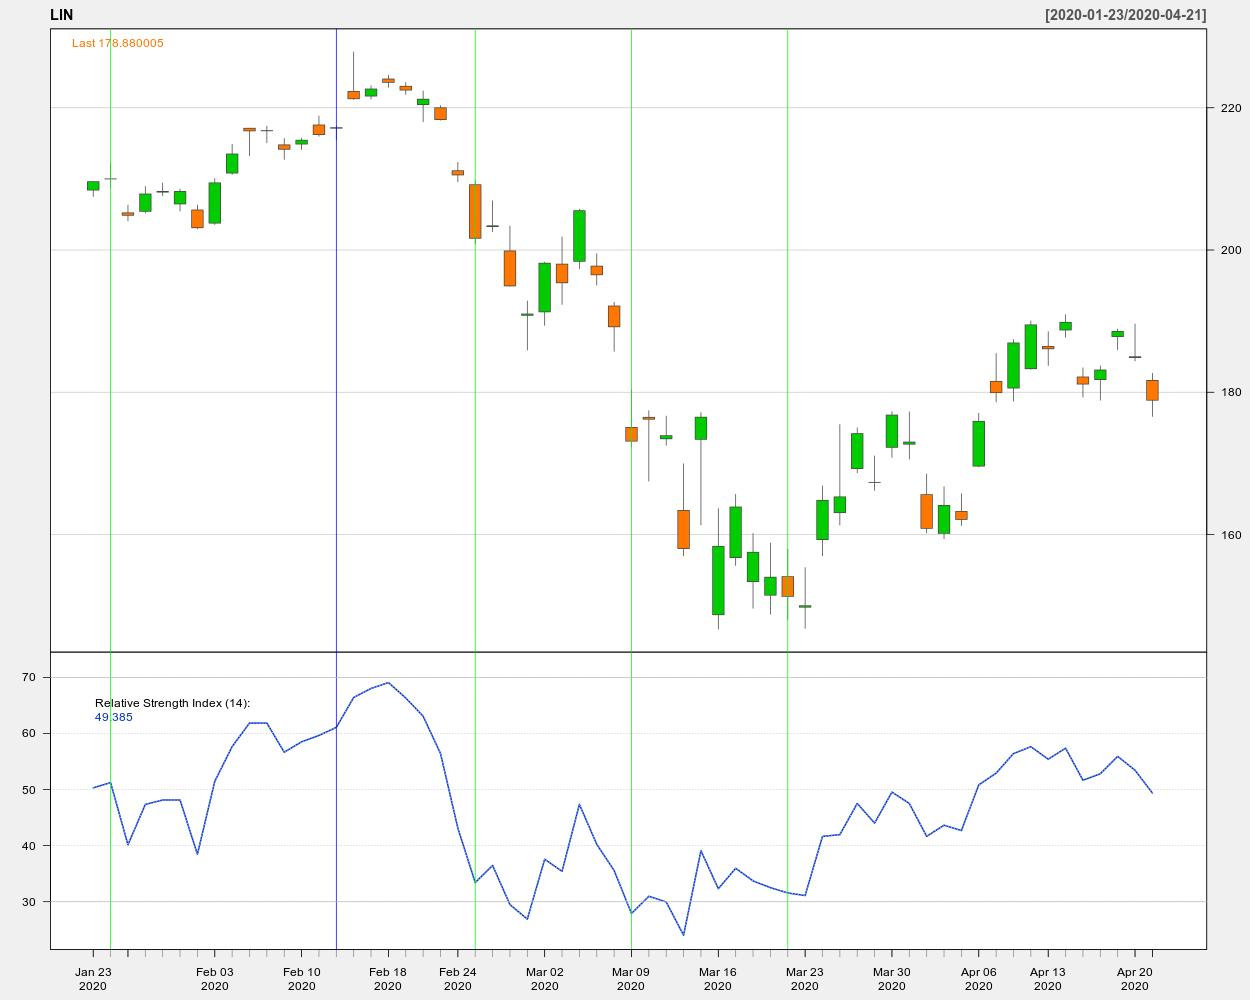 LIN
[2020-01-23/2020-04-21]
Last 178.880005
220
200
180
160
Relative Strength Index (14):
49.385
70
60
50
40
30
Jan 23 Feb 03 Feb 10 Feb 18 Feb 24 Mar 02 Mar 09 Mar 16 Mar 23 Mar 30 Apr 06 Apr 13 Apr 20
2020 2020 2020 2020 2020 2020 2020 2020 2020 2020 2020 2020 2020